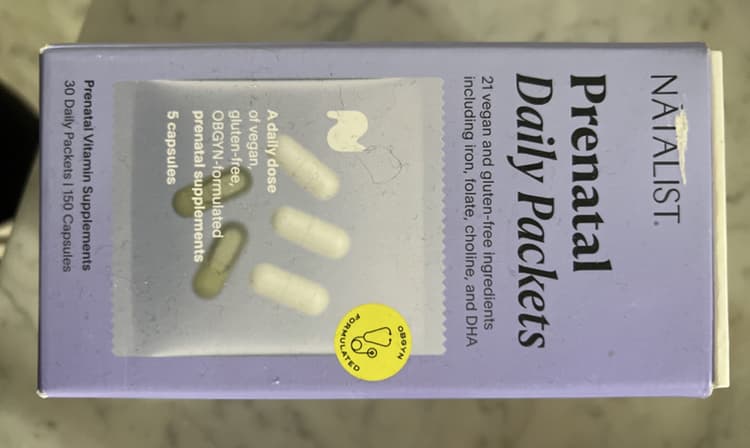 NATALIST.
Prenatal
Daily Packets
21 vegan and gluten-free ingredients
including iron, folate, choline, and DHA
OBGYN
FORMULATED
A daily dose
of vegan,
gluten-free,
OBGYN-formulated
prenatal supplements
5 capsules
Prenatal Vitamin Supplements
30 Daily Packets | 150 Capsules